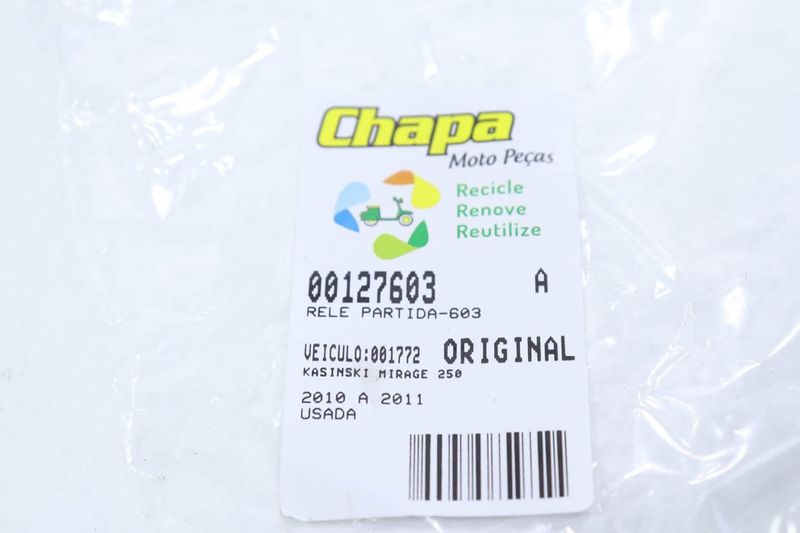 Chapa
Moto Peças
Recicle
Renove
Reutilize
00127603 A
RELE PARTIDA-603
VEICULO:001772 ORIGINAL
KASINSKI MIRAGE 250
2010 A 2011
USADA